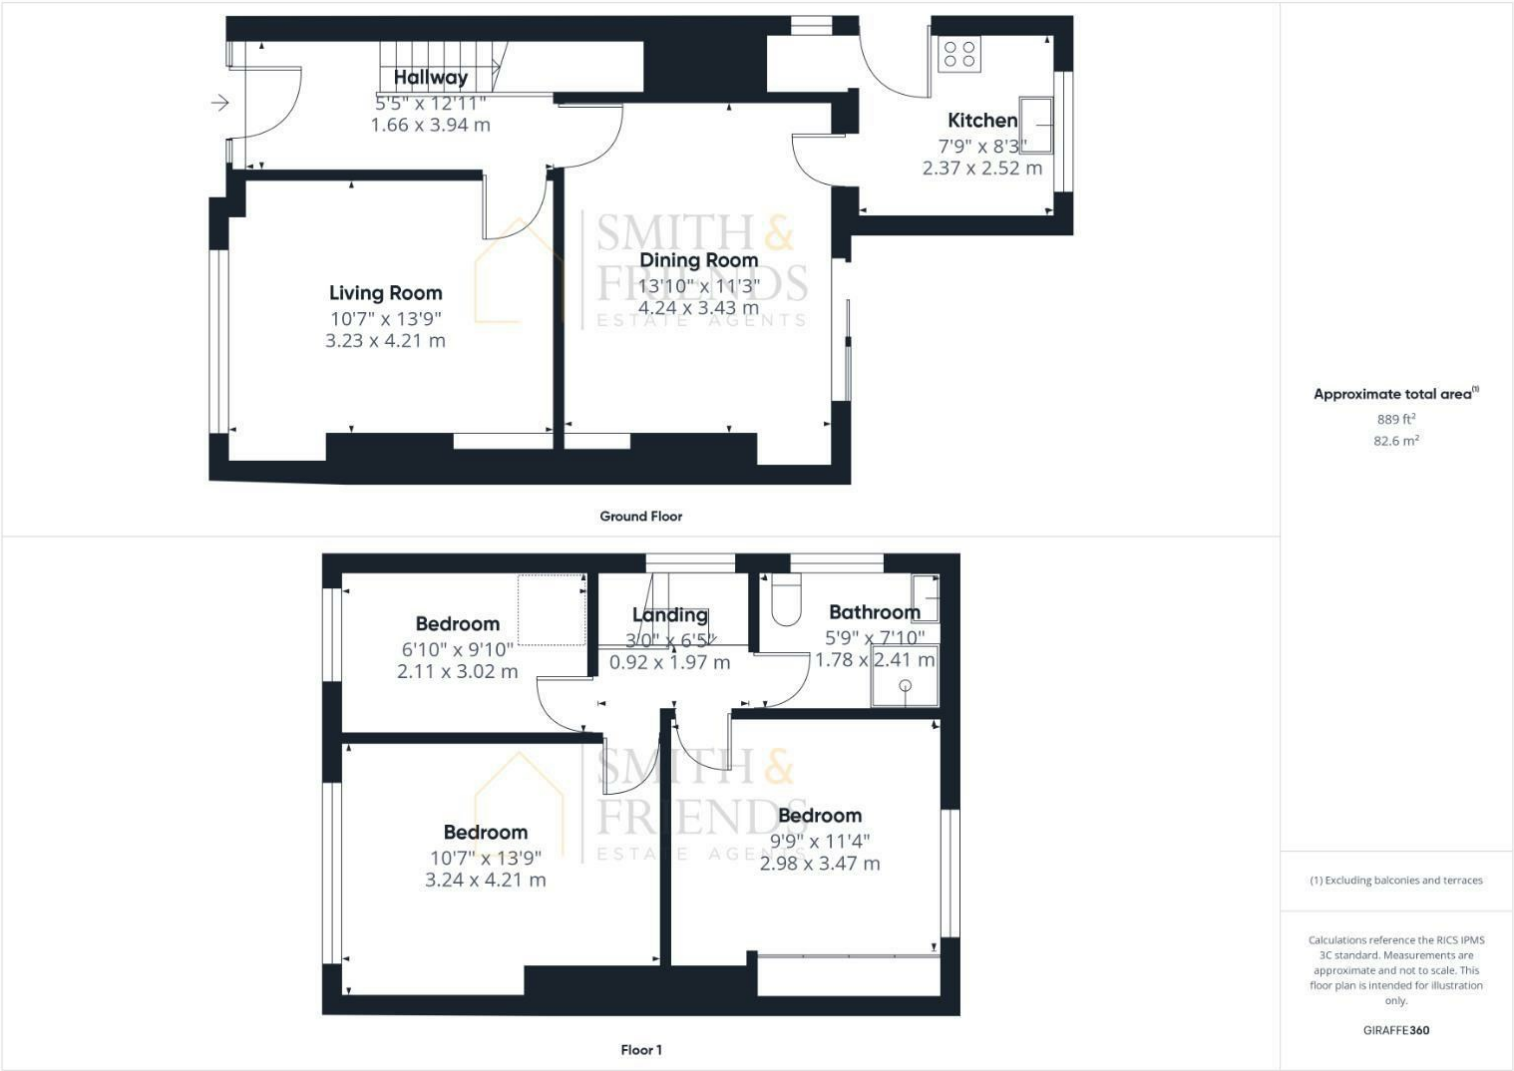 Hallway
5'5" x 12'11"
1.66 x 3.94 m
Kitchen
7'9" x 8'3"
2.37 x 2.52 m
SMITH &
FRIENDS
ESTATE AGENTS
Dining Room
13'10" x 11'3"
4.24 x 3.43 m
Living Room
10'7" x 13'9"
3.23 x 4.21 m
Ground Floor
Bedroom
6'10" x 9'10"
2.11 x 3.02 m
Landing
3'0" x 6'5"
0.92 x 1.97 m
Bathroom
5'9" x 7'10"
1.78 x 2.41 m
SMITH &
FRIENDS
ESTATE AGENTS
Bedroom
10'7" x 13'9"
3.24 x 4.21 m
Bedroom
9'9" x 11'4"
2.98 x 3.47 m
Floor 1
Approximate total area(1)
889 ft²
82.6 m²
(1) Excluding balconies and terraces
Calculations reference the RICS IPMS
3C standard. Measurements are
approximate and not to scale. This
floor plan is intended for illustration
only.
GIRAFFE360